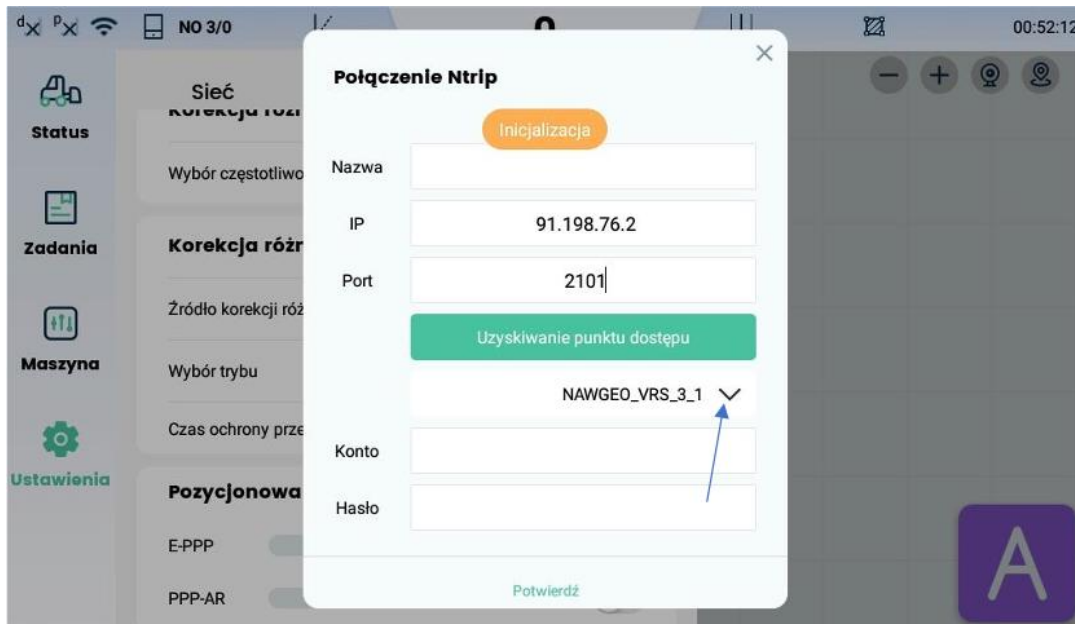 NO 3/0
0
00:52:12
Status
Zadania
Maszyna
Ustawienia
Sieć
Wybór częstotliwo
Korekcja różn
Źródło korekcji róż
Wybór trybu
Czas ochrony prze
Pozycjonowa
E-PPP
PPP-AR
Połączenie Ntrip
Inicjalizacja
Nazwa
IP 91.198.76.2
Port 2101
Uzyskiwanie punktu dostępu
NAWGEO_VRS_3_1
Konto
Hasło
Potwierdź
A